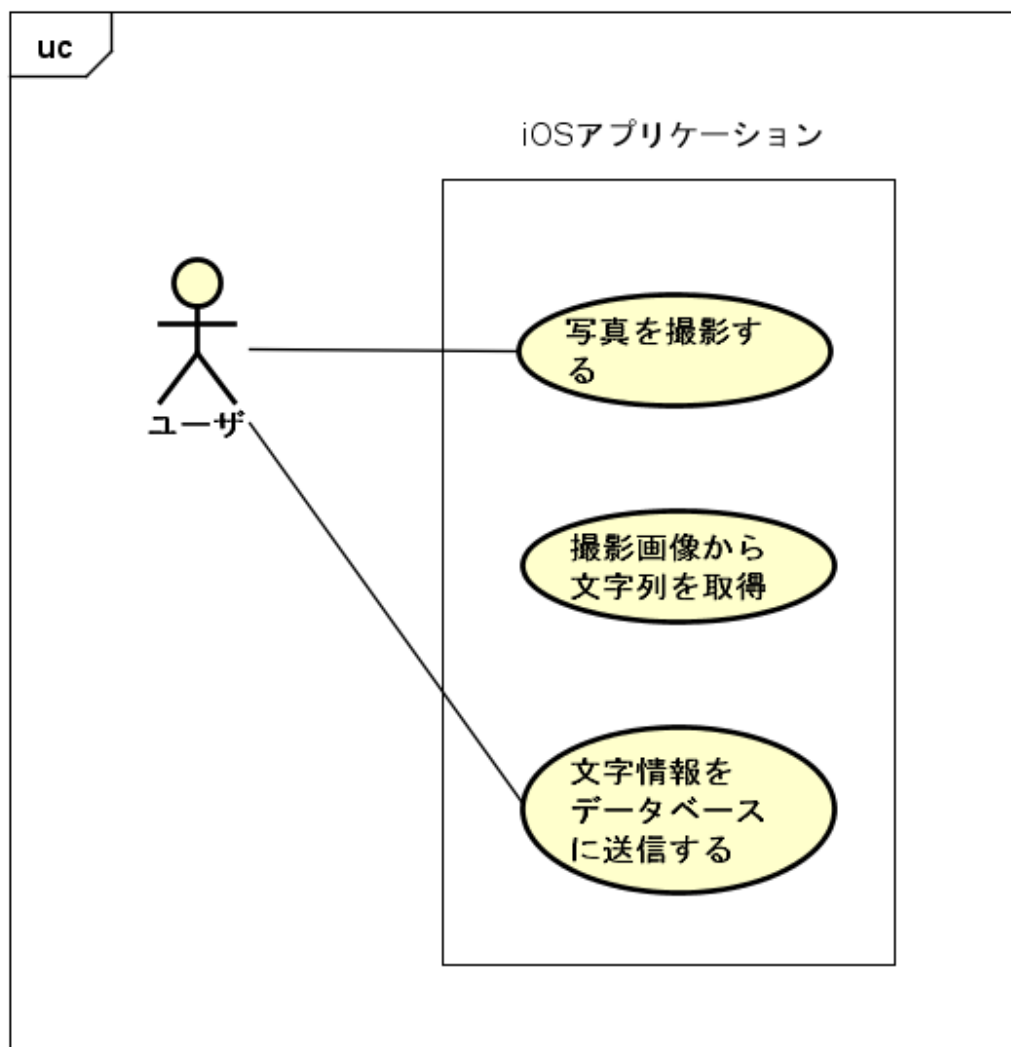 uc
iOSアプリケーション
写真を撮影す
る
ユーザ
撮影画像から
文字列を取得
文字情報を
データベース
に送信する